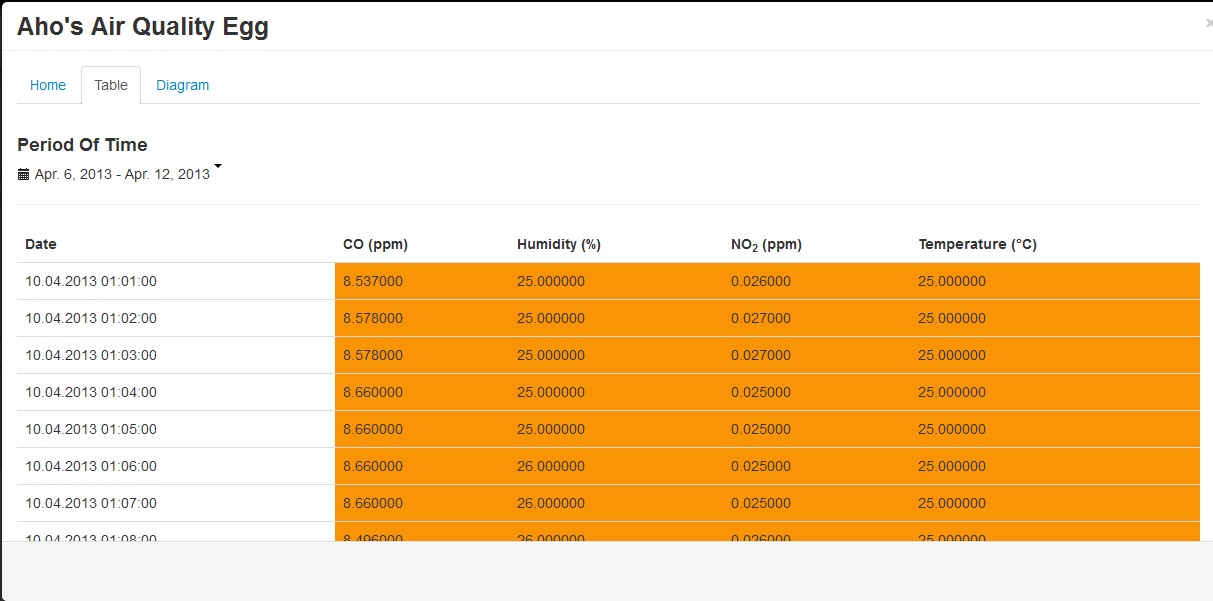 Aho's Air Quality Egg
Home Table Diagram
Period Of Time
Apr. 6, 2013 - Apr. 12, 2013
Date CO (ppm) Humidity (%) NO2 (ppm) Temperature (°C)
10.04.2013 01:01:00 8.537000 25.000000 0.026000 25.000000
10.04.2013 01:02:00 8.578000 25.000000 0.027000 25.000000
10.04.2013 01:03:00 8.578000 25.000000 0.027000 25.000000
10.04.2013 01:04:00 8.660000 25.000000 0.025000 25.000000
10.04.2013 01:05:00 8.660000 25.000000 0.025000 25.000000
10.04.2013 01:06:00 8.660000 26.000000 0.025000 25.000000
10.04.2013 01:07:00 8.660000 26.000000 0.025000 25.000000
10.04.2013 01:08:00 8.496000 26.000000 0.026000 25.000000